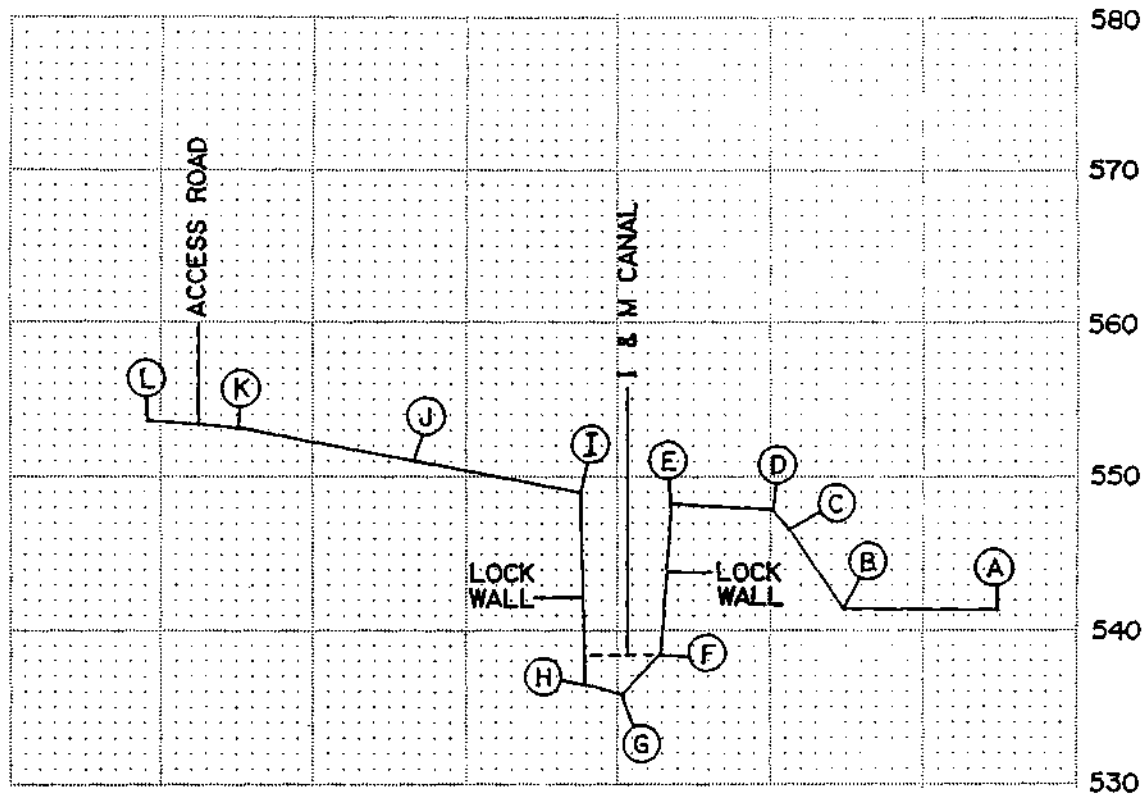 580
570
560
550
540
530
ACCESS ROAD
I & M CANAL
L
K
J
I
E
D
C
B
A
LOCK
WALL
LOCK
WALL
F
H
G